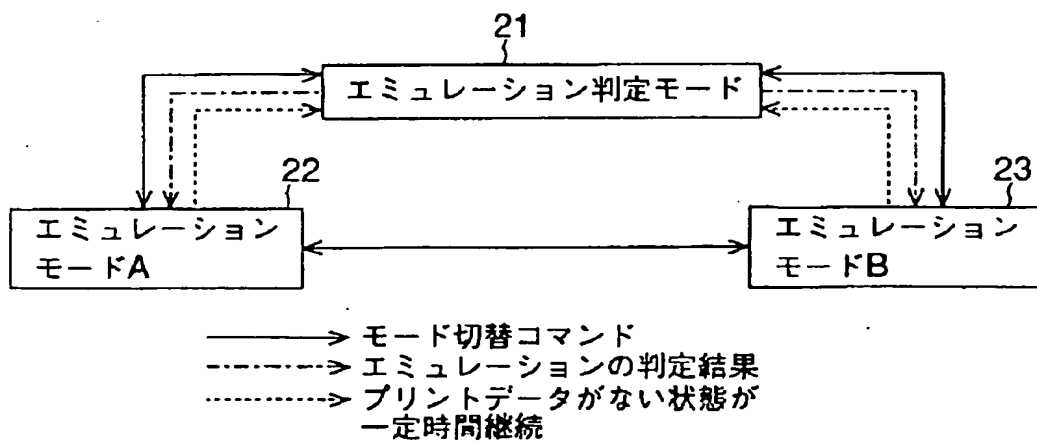 21
エミュレーション判定モード
22
エミュレーション
モードA
23
エミュレーション
モードB
モード切替コマンド
エミュレーションの判定結果
プリントデータがない状態が
一定時間継続